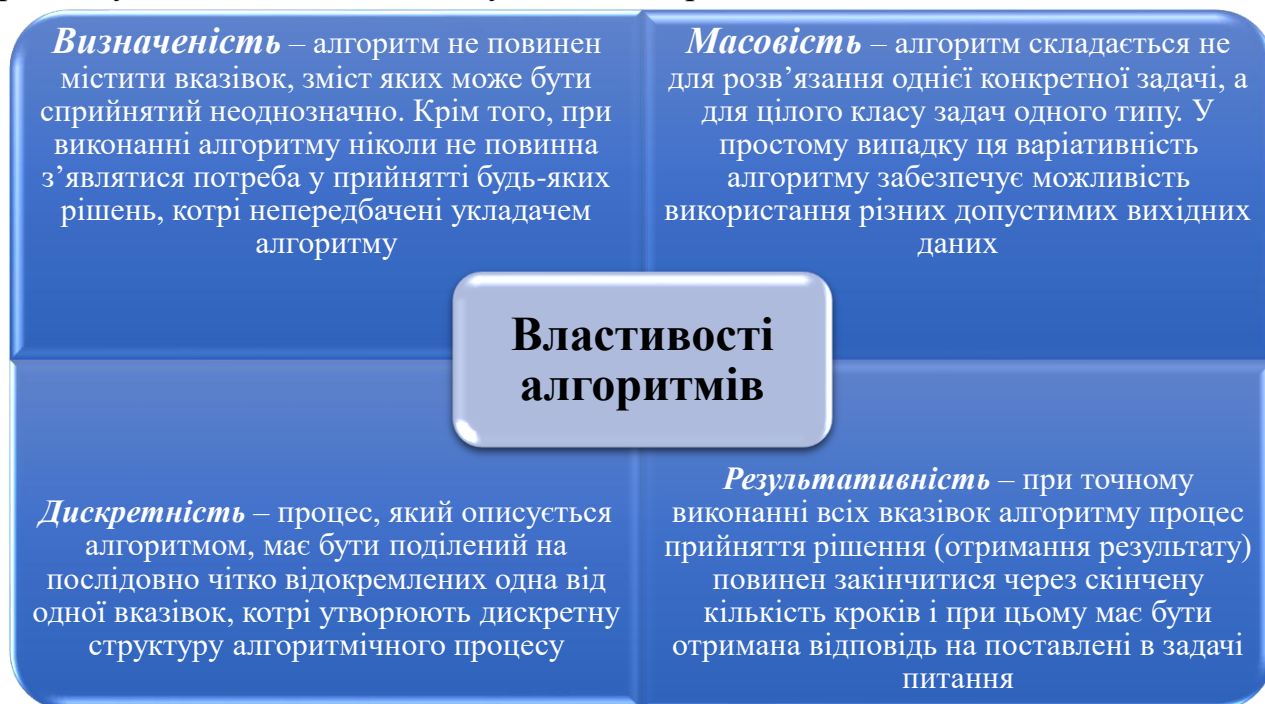 Визначеність – алгоритм не повинен
містити вказівок, зміст яких може бути
сприйнятий неоднозначно. Крім того, при
виконанні алгоритму ніколи не повинна
з’являтися потреба у прийнятті будь-яких
рішень, котрі непередбачені укладачем
алгоритму
Масовість – алгоритм складається не
для розв’язання однієї конкретної задачі, а
для цілого класу задач одного типу. У
простому випадку ця варіативність
алгоритму забезпечує можливість
використання різних допустимих вихідних
даних
Властивості
алгоритмів
Дискретність – процес, який описується
алгоритмом, має бути поділений на
послідовно чітко відокремлених одна від
одної вказівок, котрі утворюють дискретну
структуру алгоритмічного процесу
Результативність – при точному
виконанні всіх вказівок алгоритму процес
прийняття рішення (отримання результату)
повинен закінчитися через скінчену
кількість кроків і при цьому має бути
отримана відповідь на поставлені в задачі
питання